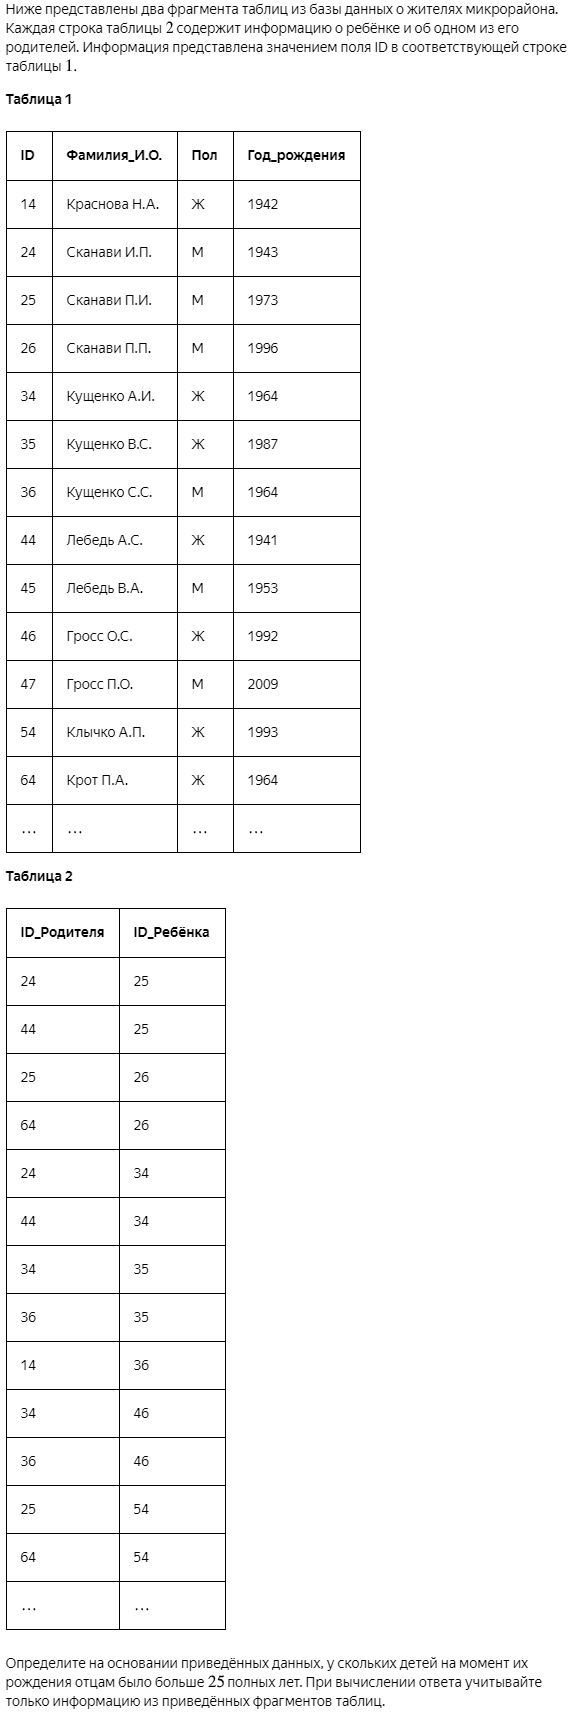 Ниже представлены два фрагмента таблиц из базы данных о жителях микрорайона.
Каждая строка таблицы 2 содержит информацию о ребёнке и об одном из его
родителей. Информация представлена значением поля ID в соответствующей строке
таблицы 1.
Таблица 1
ID Фамилия_И.О. Пол Год_рождения
14 Краснова Н.А. Ж 1942
24 Сканави И.П. М 1943
25 Сканави П.И. М 1973
26 Сканави П.П. М 1996
34 Кущенко А.И. Ж 1964
35 Кущенко В.С. Ж 1987
36 Кущенко С.С. М 1964
44 Лебедь А.С. Ж 1941
45 Лебедь В.А. М 1953
46 Гросс О.С. Ж 1992
47 Гросс П.О. М 2009
54 Клычко А.П. Ж 1993
64 Крот П.А. Ж 1964
... ... ... ...
Таблица 2
ID_Родителя ID_Ребёнка
24 25
44 25
25 26
64 26
24 34
44 34
34 35
36 35
14 36
34 46
36 46
25 54
64 54
... ...
Определите на основании приведённых данных, у скольких детей на момент их
рождения отцам было больше 25 полных лет. При вычислении ответа учитывайте
только информацию из приведённых фрагментов таблиц.